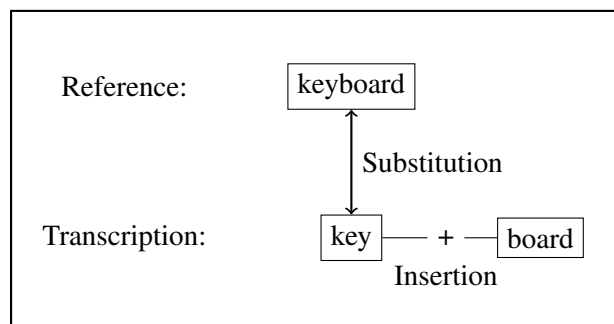 Reference: keyboard
Substitution
Transcription: key + board
Insertion